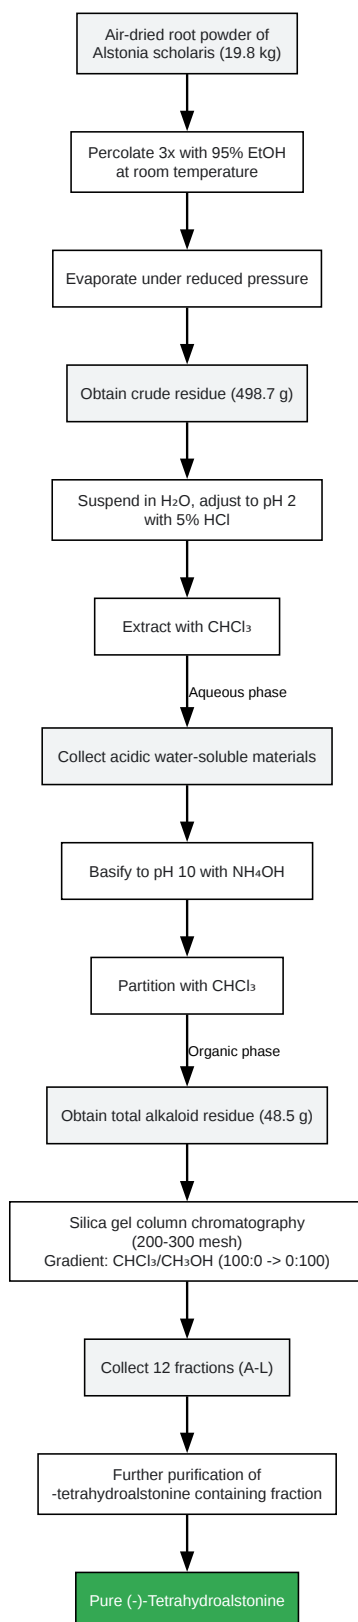 Air-dried root powder of
Alstonia scholaris (19.8 kg)
Percolate 3x with 95% EtOH
at room temperature
Evaporate under reduced pressure
Obtain crude residue (498.7 g)
Suspend in H₂O, adjust to pH 2
with 5% HCl
Extract with CHCl₃
Aqueous phase
Collect acidic water-soluble materials
Basify to pH 10 with NH₄OH
Partition with CHCl₃
Organic phase
Obtain total alkaloid residue (48.5 g)
Silica gel column chromatography
(200-300 mesh)
Gradient: CHCl₃/CH₃OH (100:0 -> 0:100)
Collect 12 fractions (A-L)
Further purification of
-tetrahydroalstonine containing fraction
Pure (-)-Tetrahydroalstonine